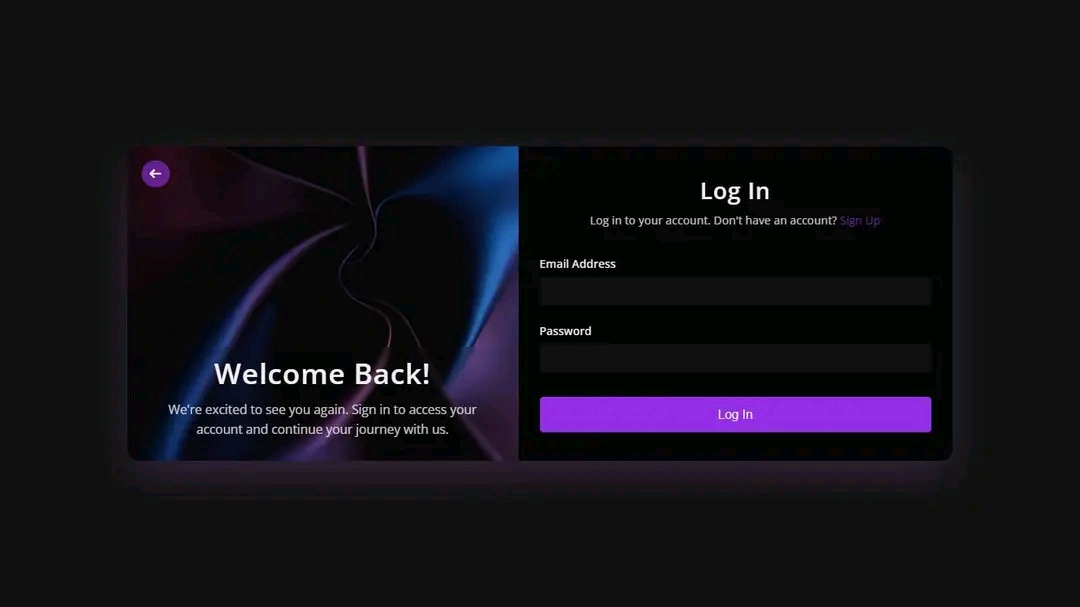 Welcome Back!
We're excited to see you again. Sign in to access your
account and continue your journey with us.
Log In
Log in to your account. Don't have an account? Sign Up
Email Address
Password
Log In